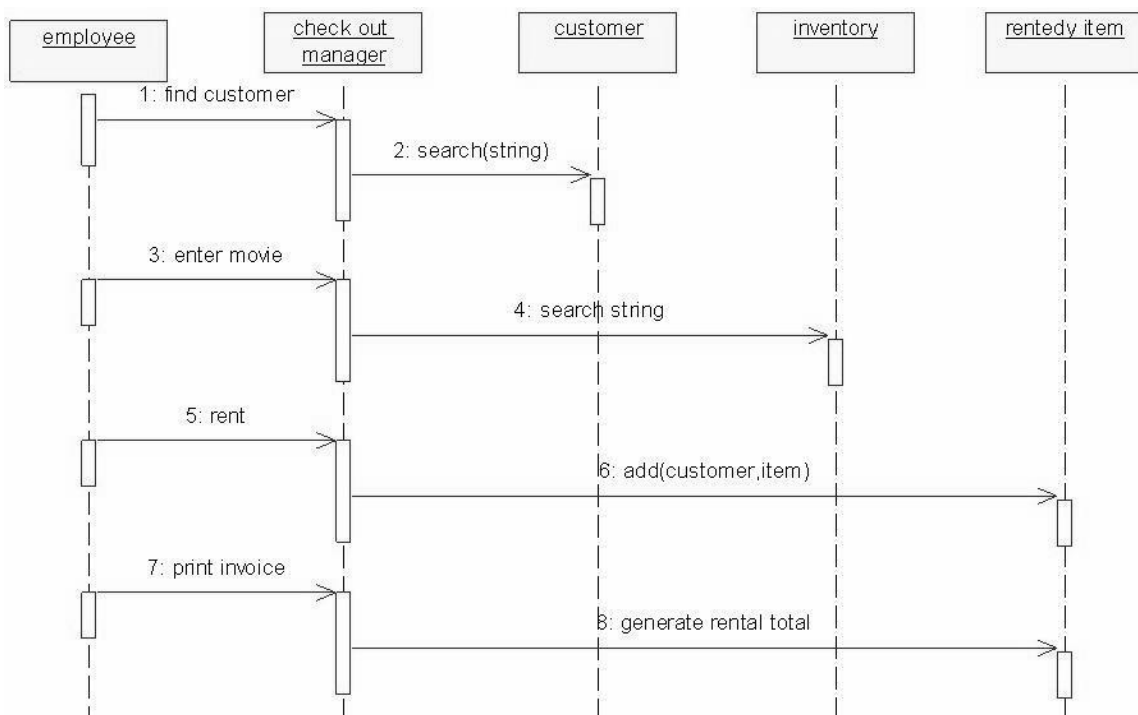 employee
check out
manager
customer
inventory
rentedy item
1: find customer
2: search(string)
3: enter movie
4: search string
5: rent
6: add(customer,item)
7: print invoice
8: generate rental total